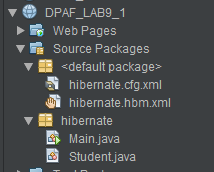 DPAF_LAB9_1
Web Pages
Source Packages
<default package>
hibernate.cfg.xml
hibernate.hbm.xml
hibernate
Main.java
Student.java